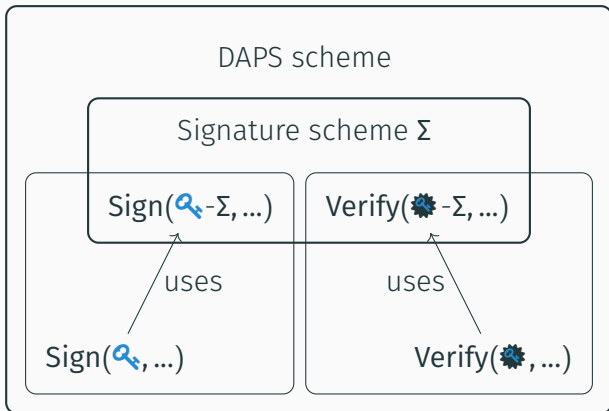 DAPS scheme
Signature scheme Σ
Sign( -Σ, ...) Verify( -Σ, ...)
uses uses
Sign( , ...) Verify( , ...)